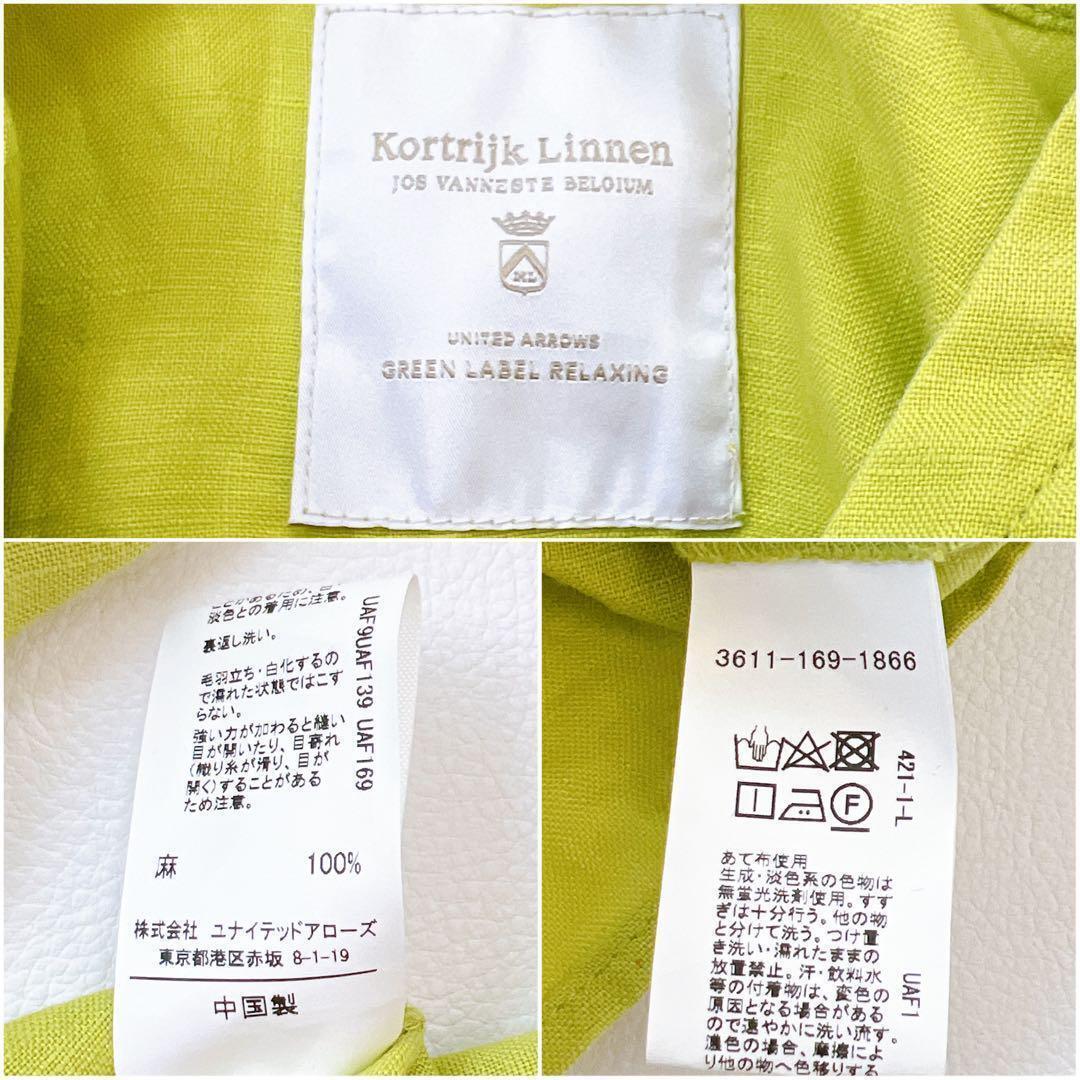 Kortrijk Linnen
JOS VANNESTE BELGIUM
KL
UNITED ARROWS
GREEN LABEL RELAXING
淡色との着用に注意。
裏返し洗い。
毛羽立ち・白化するの
で濡れた状態ではこす
らない。
強い力が加わると縫い
目が開いたり、目寄れ
(織り糸が滑り、目が
開く)することがある
ため注意。
麻 100%
株式会社 ユナイテッドアローズ
東京都港区赤坂 8-1-19
中国製
UAF9UAF139 UAF169
3611-169-1866
F
421-1-L
あて布使用
生成・淡色系の色物は
無蛍光洗剤使用。すす
ぎは十分行う。他の物
と分けて洗う。つけ置
き洗い・濡れたままの
放置禁止。汗・飲料水
等の付着物は、変色の
原因となる場合がある
ので速やかに洗い流す。
濃色の場合、摩擦によ
り他の物へ色移りする
UAF1